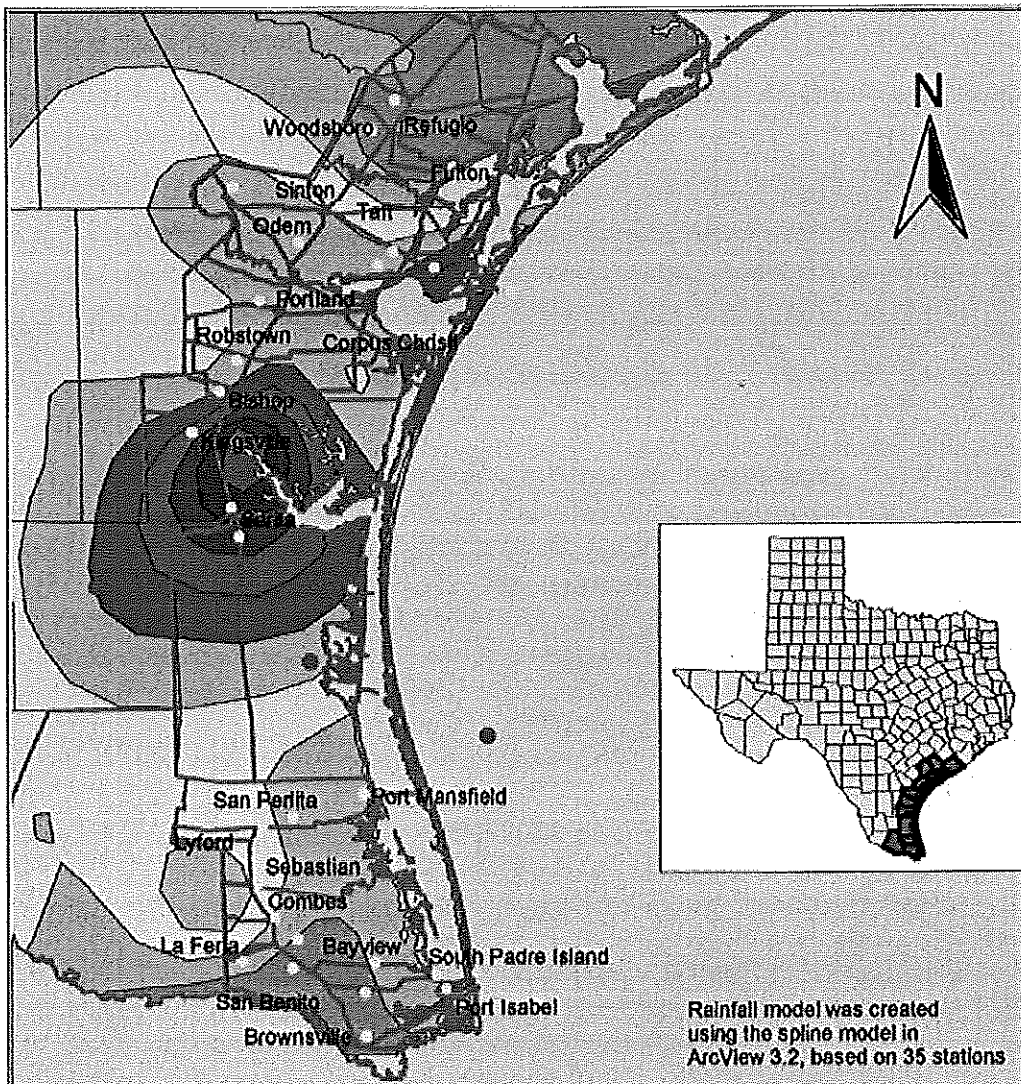 N
Woodsboro
Refugio
Fulton
Sinton
Taft
Odem
Portland
Robstown
Corpus Christi
Bishop
Kingsville
Sarita
San Perlita
Port Mansfield
Lyford
Sebastian
Combes
La Feria
Bayview
South Padre Island
San Benito
Port Isabel
Brownsville
Rainfall model was created
using the spline model in
ArcView 3.2, based on 35 stations